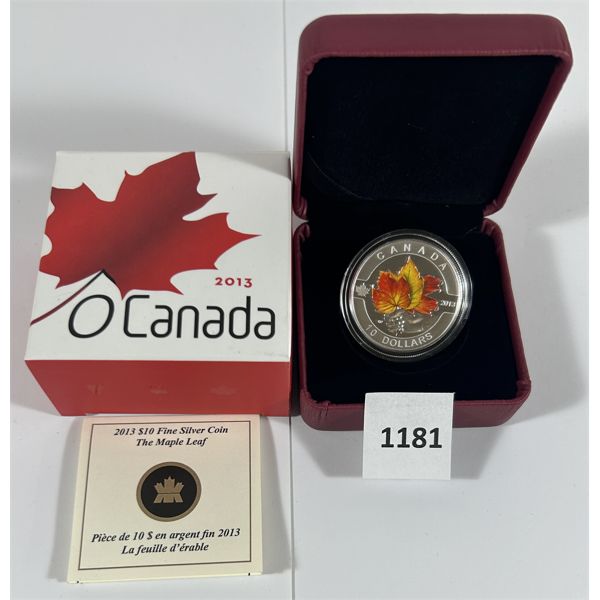 2013
O Canada
CANADA
2013
10 DOLLARS
1181
2013 $10 Fine Silver Coin
The Maple Leaf
Pièce de 10 $ en argent fin 2013
La feuille d'érable